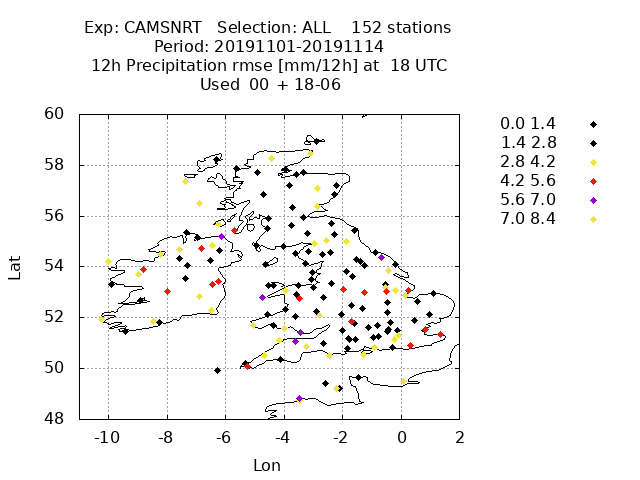 Exp: CAMSNRT   Selection: ALL    152 stations
Period: 20191101-20191114
12h Precipitation rmse [mm/12h] at  18 UTC
Used  00  + 18-06
60
58
56
54
52
50
48
Lat
-10 -8 -6 -4 -2 0 2
Lon
0.0 1.4
1.4 2.8
2.8 4.2
4.2 5.6
5.6 7.0
7.0 8.4